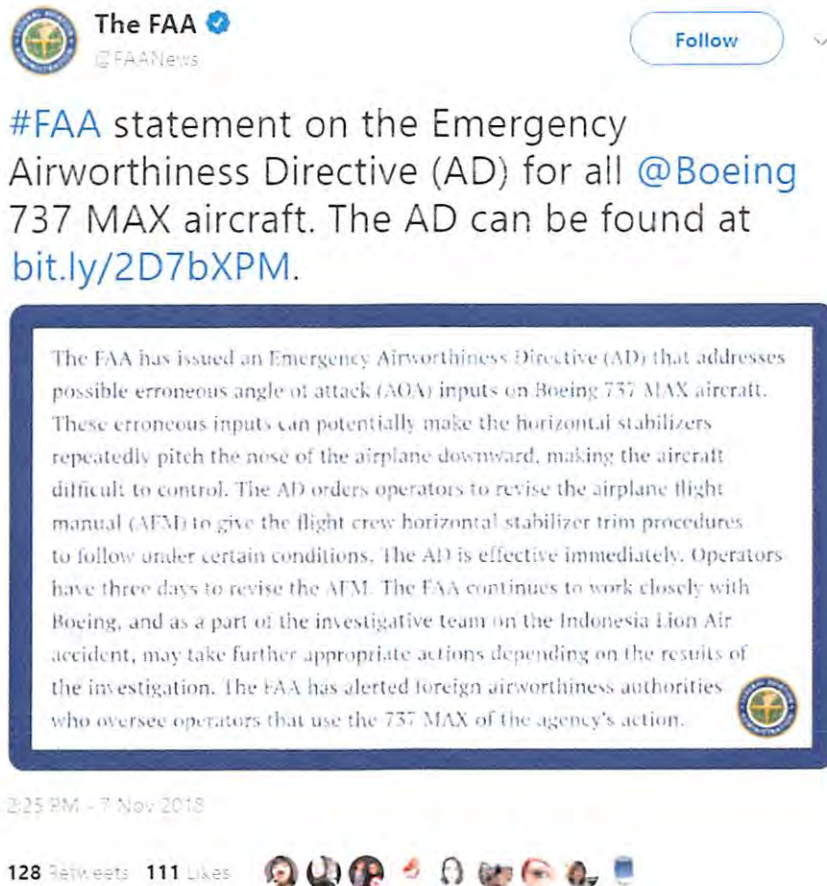 The FAA
@FAANews
Follow
#FAA statement on the Emergency
Airworthiness Directive (AD) for all @Boeing
737 MAX aircraft. The AD can be found at
bit.ly/2D7bXPM.
The FAA has issued an Emergency Airworthiness Directive (AD) that addresses
possible erroneous angle of attack (AOA) inputs on Boeing 737 MAX aircraft.
These erroneous inputs can potentially make the horizontal stabilizers
repeatedly pitch the nose of the airplane downward, making the aircraft
difficult to control. The AD orders operators to revise the airplane flight
manual (AFM) to give the flight crew horizontal stabilizer trim procedures
to follow under certain conditions. The AD is effective immediately. Operators
have three days to revise the AFM. The FAA continues to work closely with
Boeing, and as a part of the investigative team on the Indonesia Lion Air
accident, may take further appropriate actions depending on the results of
the investigation. The FAA has alerted foreign airworthiness authorities
who oversee operators that use the 737 MAX of the agency's action.
2:25 PM - 7 Nov 2018
128 Retweets 111 Likes